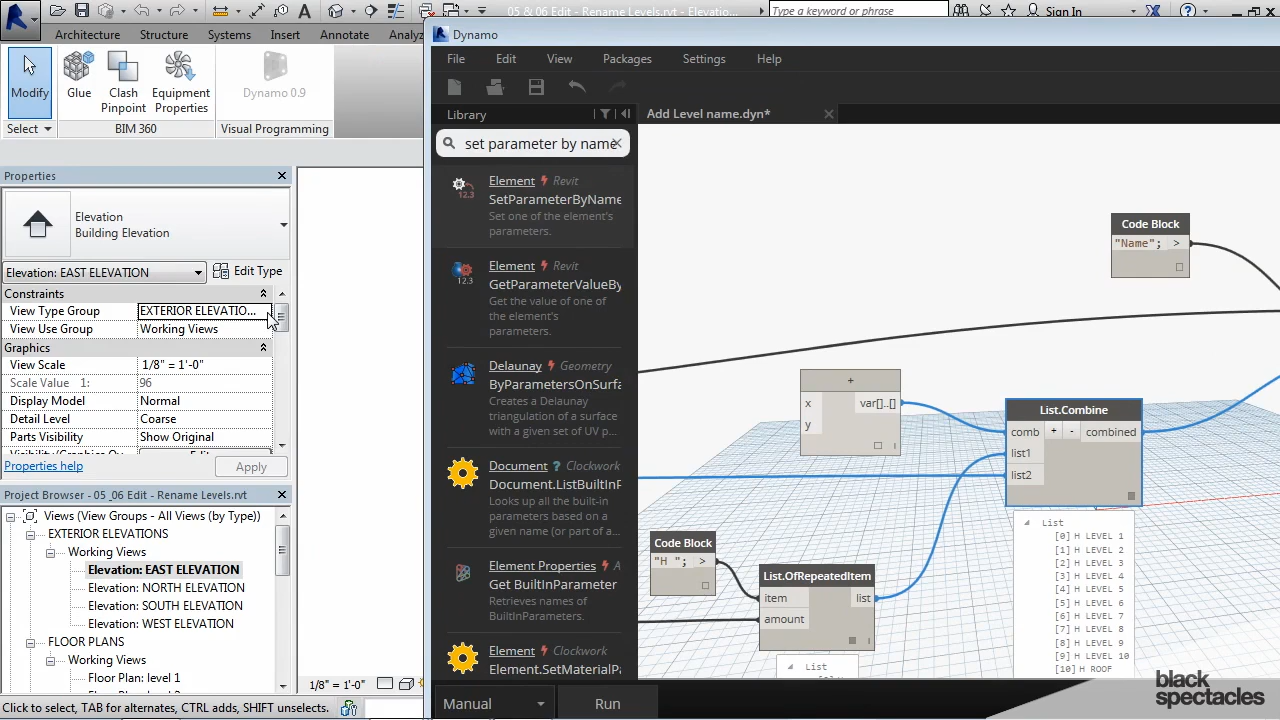 05 & 06 Edit - Rename Levels.rvt - Elevatio...
Type a keyword or phrase
Sign In
Architecture Structure Systems Insert Annotate Analy
Dynamo
File Edit View Packages Settings Help
Modify
Glue
Clash Pinpoint
Equipment Properties
Dynamo 0.9
Select
BIM 360
Visual Programming
Library
Add Level name.dyn*
set parameter by name
Properties
Elevation
Building Elevation
Elevation: EAST ELEVATION
Edit Type
Constraints
View Type Group EXTERIOR ELEVATIO...
View Use Group Working Views
Graphics
View Scale 1/8" = 1'-0"
Scale Value 1: 96
Display Model Normal
Detail Level Coarse
Parts Visibility Show Original
Properties help
Apply
Project Browser - 05_06 Edit - Rename Levels.rvt
Views (View Groups - All Views (by Type))
EXTERIOR ELEVATIONS
Working Views
Elevation: EAST ELEVATION
Elevation: NORTH ELEVATION
Elevation: SOUTH ELEVATION
Elevation: WEST ELEVATION
FLOOR PLANS
Working Views
Floor Plan: level 1
Click to select, TAB for alternates, CTRL adds, SHIFT unselects.
1/8" = 1'-0"
Element Revit
SetParameterByName
Set one of the element's
parameters.
Element Revit
GetParameterValueBy
Get the value of one of
the element's
parameters.
Delaunay Geometry
ByParametersOnSurfa
Creates a Delaunay
triangulation of a surface
with a given set of UV p
Document ? Clockwork
Document.ListBuiltInP
Looks up all the built-in
parameters based on a
given name (or part of a...
Element Properties A
Get BuiltInParameter
Retrieves names of
BuiltInParameters.
Element Clockwork
Element.SetMaterialPa
Manual
Run
Code Block
"Name"; >
+
x var[]..[]
y
List.Combine
comb + - combined
list1
list2
Code Block
"H "; >
List.OfRepeatedItem
item list
amount
List
List
[0] H LEVEL 1
[1] H LEVEL 2
[2] H LEVEL 3
[3] H LEVEL 4
[4] H LEVEL 5
[5] H LEVEL 6
[6] H LEVEL 7
[7] H LEVEL 8
[8] H LEVEL 9
[9] H LEVEL 10
[10] H ROOF
black
spectacles